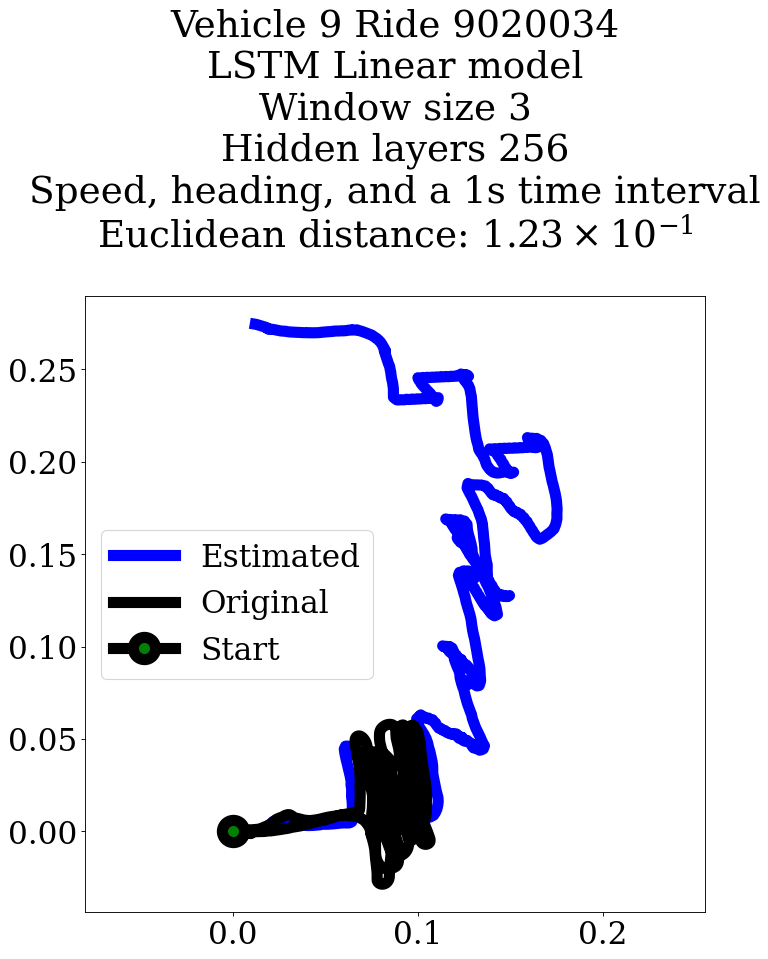 Vehicle 9 Ride 9020034
LSTM Linear model
Window size 3
Hidden layers 256
Speed, heading, and a 1s time interval
Euclidean distance: 1.23 × 10⁻¹
0.25
0.20
0.15
0.10
0.05
0.00
Estimated
Original
Start
0.0
0.1
0.2